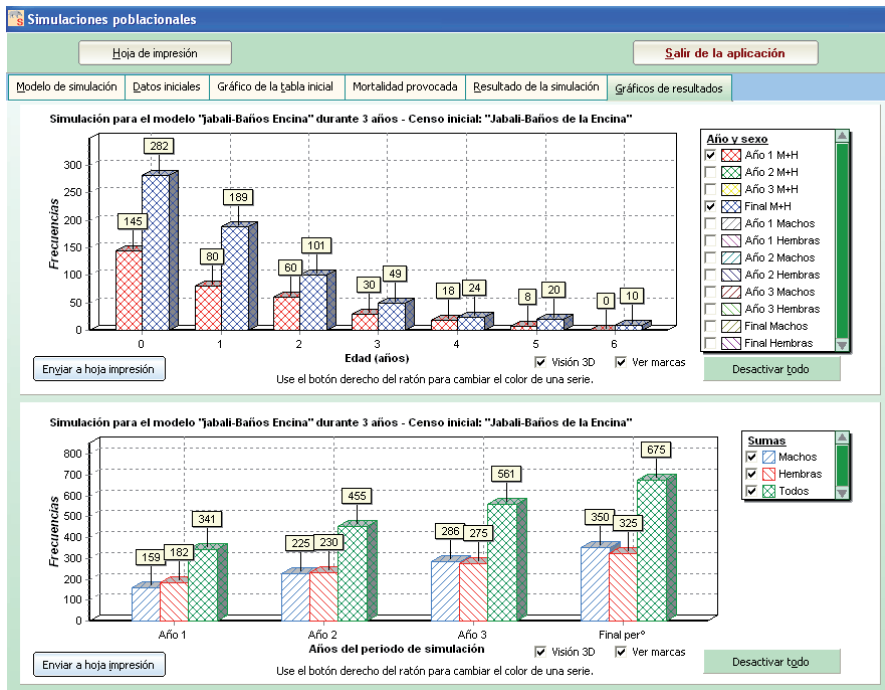 Simulaciones poblacionales
Hoja de impresión
Salir de la aplicación
Modelo de simulación
Datos iniciales
Gráfico de la tabla inicial
Mortalidad provocada
Resultado de la simulación
Gráficos de resultados
Simulación para el modelo "jabali-Baños Encina" durante 3 años - Censo inicial: "Jabali-Baños de la Encina"
Frecuencias
300
250
200
150
100
50
0
145
282
80
189
60
101
30
49
18
24
8
20
0
10
0 1 2 3 4 5 6
Edad (años)
Año y sexo
Año 1 M+H
Año 2 M+H
Año 3 M+H
Final M+H
Año 1 Machos
Año 1 Hembras
Año 2 Machos
Año 2 Hembras
Año 3 Machos
Año 3 Hembras
Final Machos
Final Hembras
Enviar a hoja impresión
Visión 3D
Ver marcas
Desactivar todo
Use el botón derecho del ratón para cambiar el color de una serie.
Simulación para el modelo "jabali-Baños Encina" durante 3 años - Censo inicial: "Jabali-Baños de la Encina"
Frecuencias
800
700
600
500
400
300
200
100
0
159
182
341
225
230
455
286
275
561
350
325
675
Año 1 Año 2 Año 3 Final perº
Años del periodo de simulación
Sumas
Machos
Hembras
Todos
Enviar a hoja impresión
Visión 3D
Ver marcas
Desactivar todo
Use el botón derecho del ratón para cambiar el color de una serie.